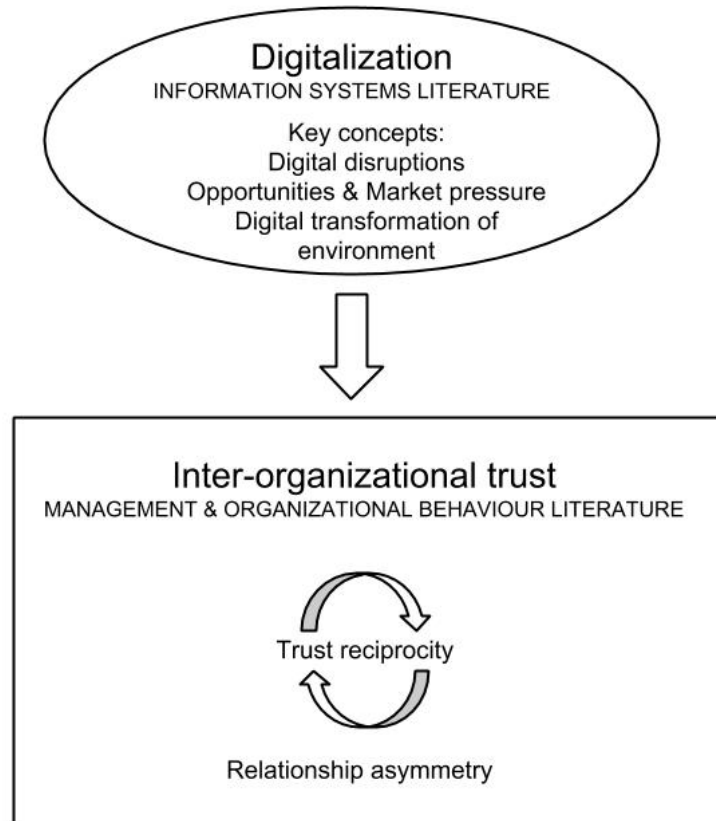 Digitalization
INFORMATION SYSTEMS LITERATURE
Key concepts:
Digital disruptions
Opportunities & Market pressure
Digital transformation of
environment
Inter-organizational trust
MANAGEMENT & ORGANIZATIONAL BEHAVIOUR LITERATURE
Trust reciprocity
Relationship asymmetry